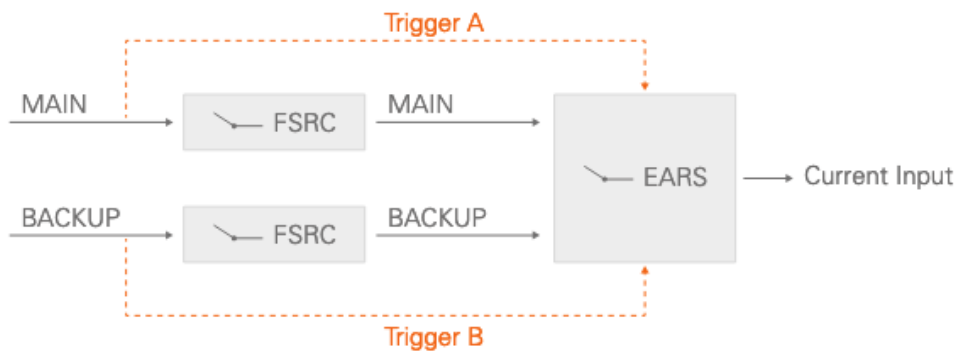 Trigger A
MAIN
FSRC
MAIN
EARS
Current Input
BACKUP
FSRC
BACKUP
Trigger B